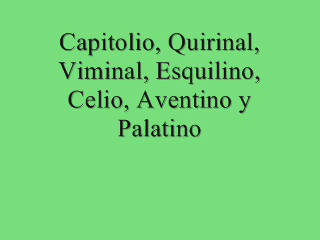 Capitolio, Quirinal,
Viminal, Esquilino,
Celio, Aventino y
Palatino